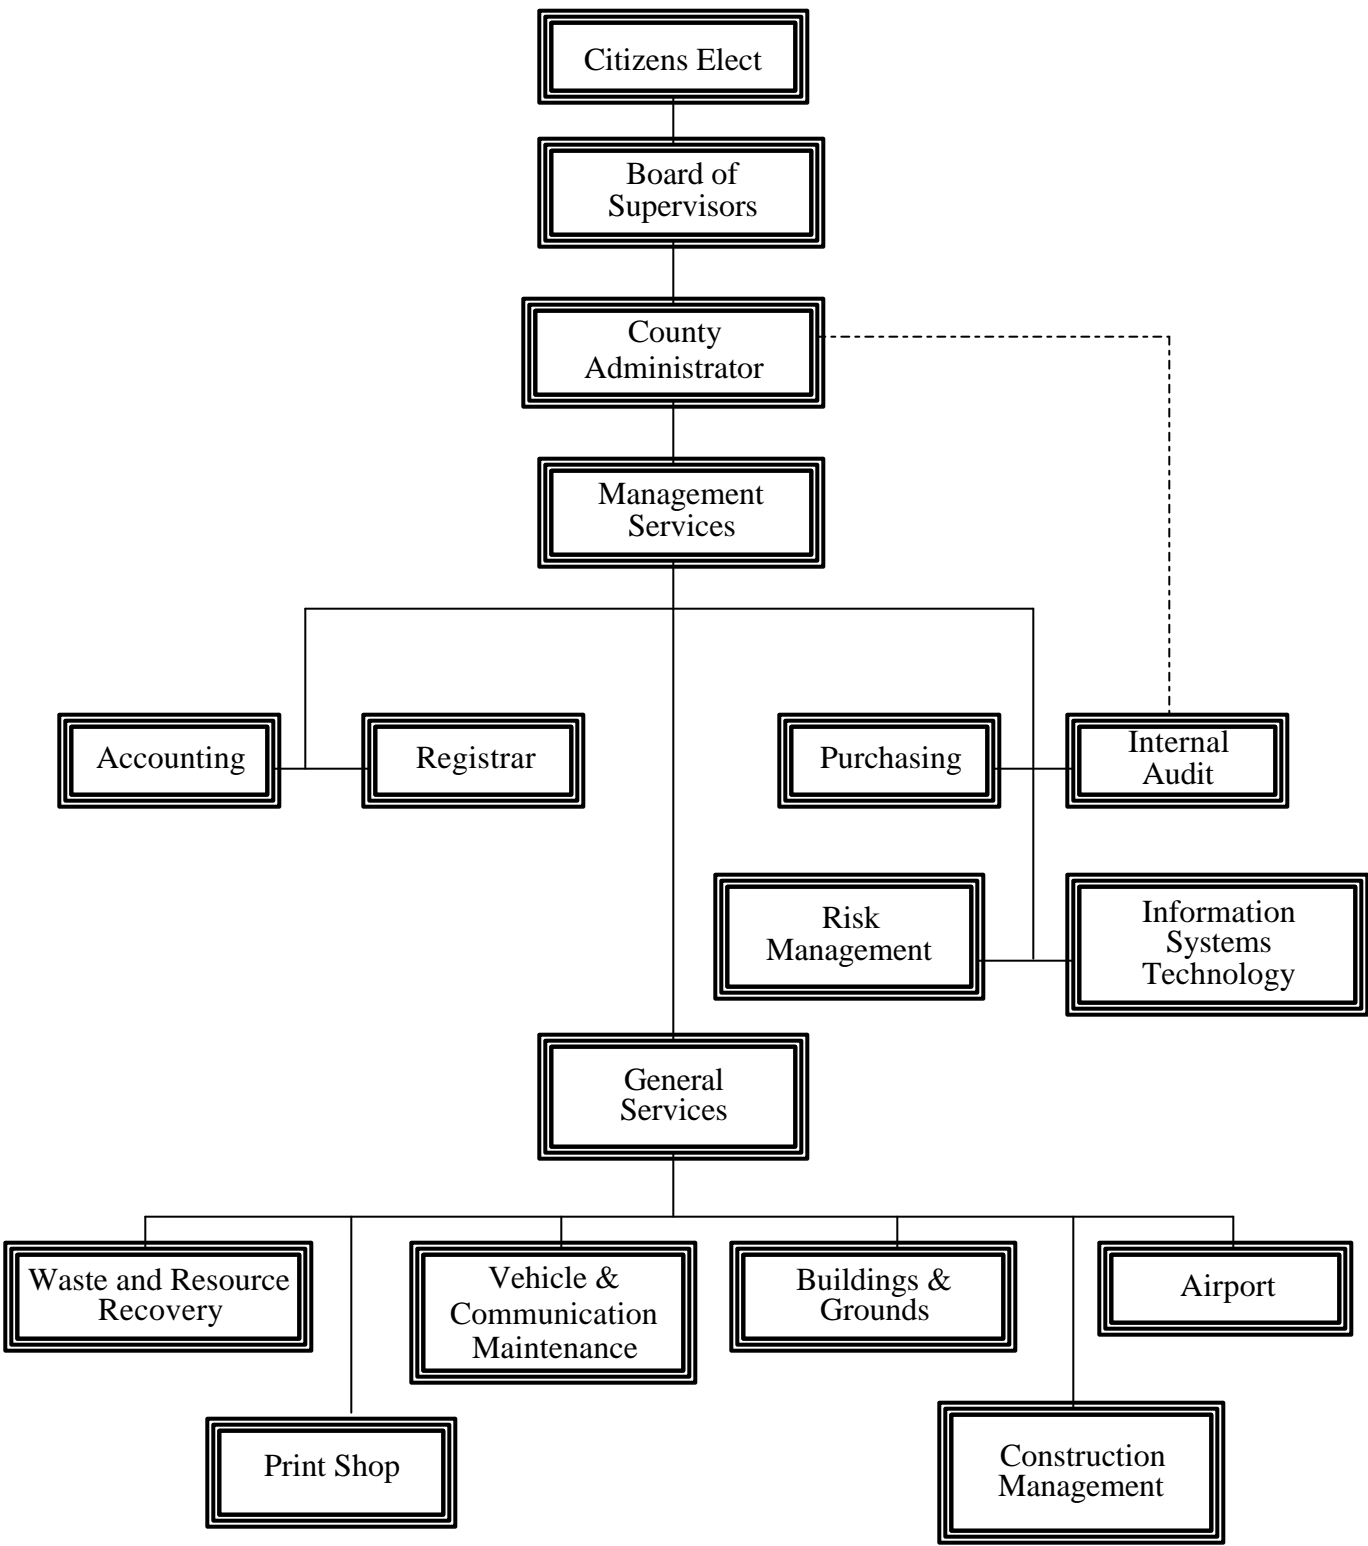 Citizens Elect
Board of
Supervisors
County
Administrator
Management
Services
Accounting
Registrar
Purchasing
Internal
Audit
Risk
Management
Information
Systems
Technology
General
Services
Waste and Resource
Recovery
Vehicle &
Communication
Maintenance
Buildings &
Grounds
Airport
Print Shop
Construction
Management